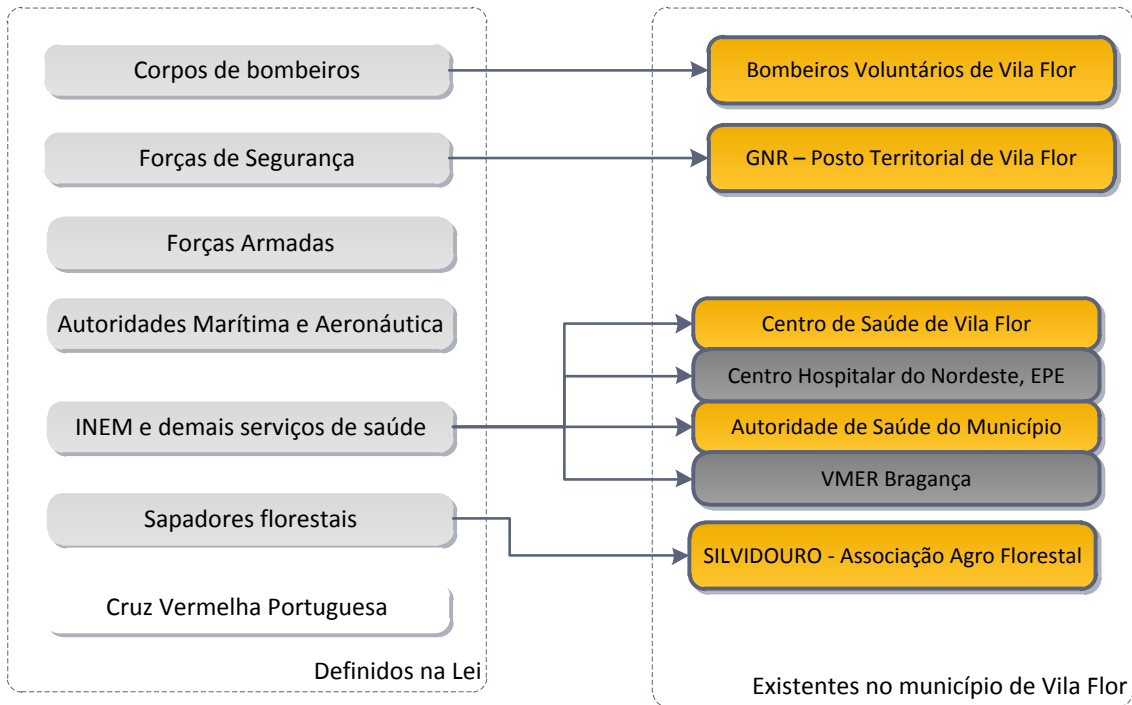 Corpos de bombeiros
Forças de Segurança
Forças Armadas
Autoridades Marítima e Aeronáutica
INEM e demais serviços de saúde
Sapadores florestais
Cruz Vermelha Portuguesa
Definidos na Lei
Bombeiros Voluntários de Vila Flor
GNR – Posto Territorial de Vila Flor
Centro de Saúde de Vila Flor
Centro Hospitalar do Nordeste, EPE
Autoridade de Saúde do Município
VMER Bragança
SILVIDOURO - Associação Agro Florestal
Existentes no município de Vila Flor